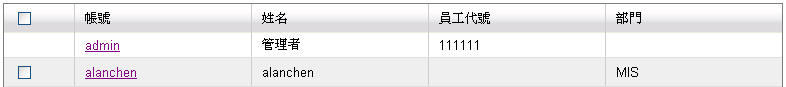 帳號 姓名 員工代號 部門
admin 管理者 111111
alanchen alanchen MIS